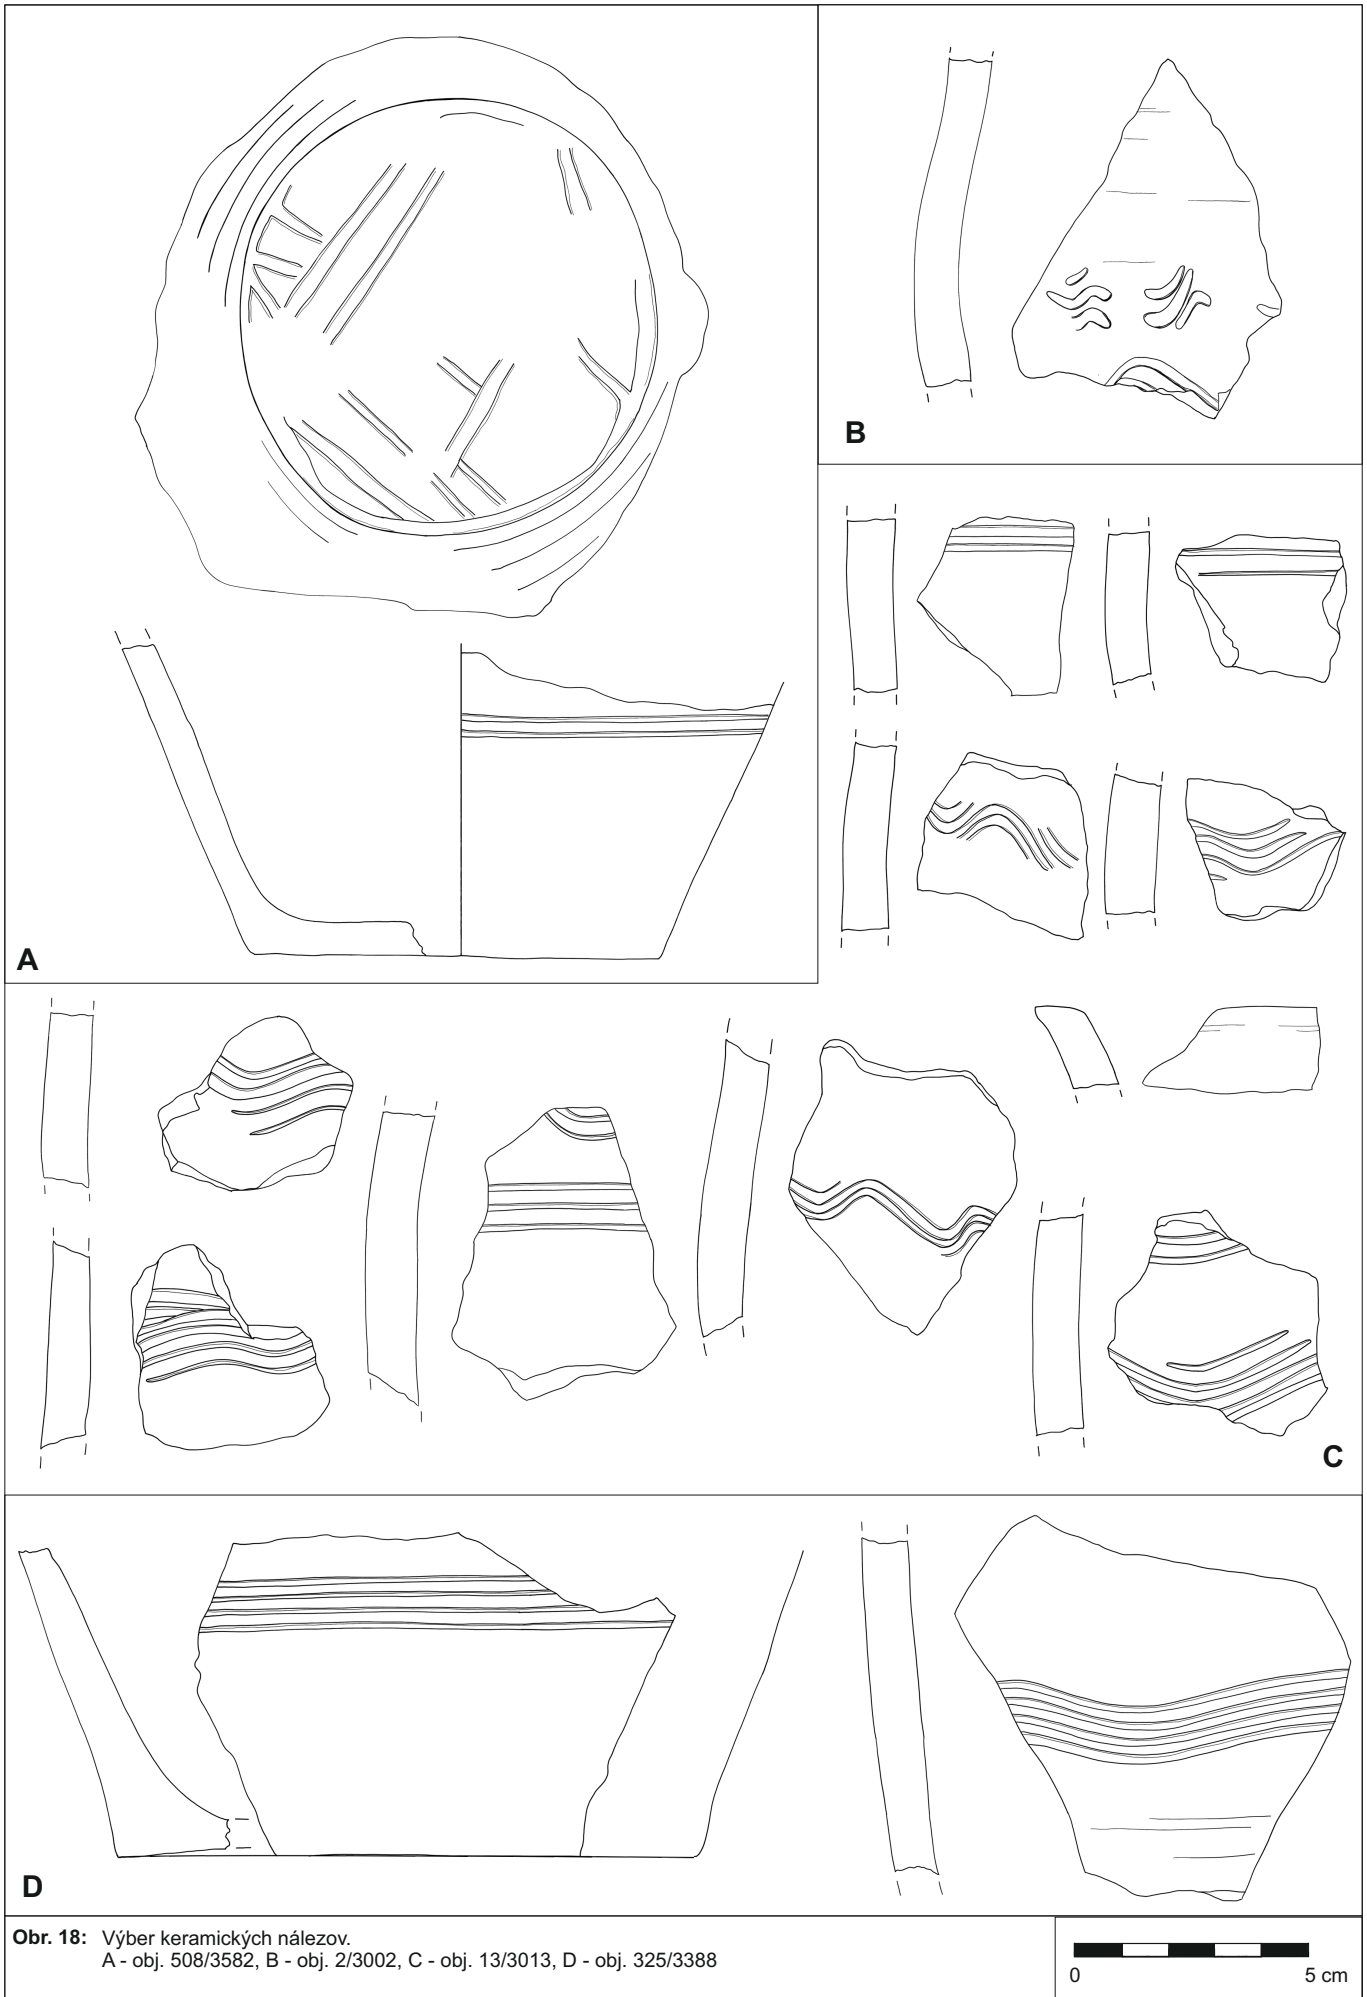 A
B
C
D
Obr. 18: Výber keramických nálezov.
A - obj. 508/3582, B - obj. 2/3002, C - obj. 13/3013, D - obj. 325/3388
0 5 cm